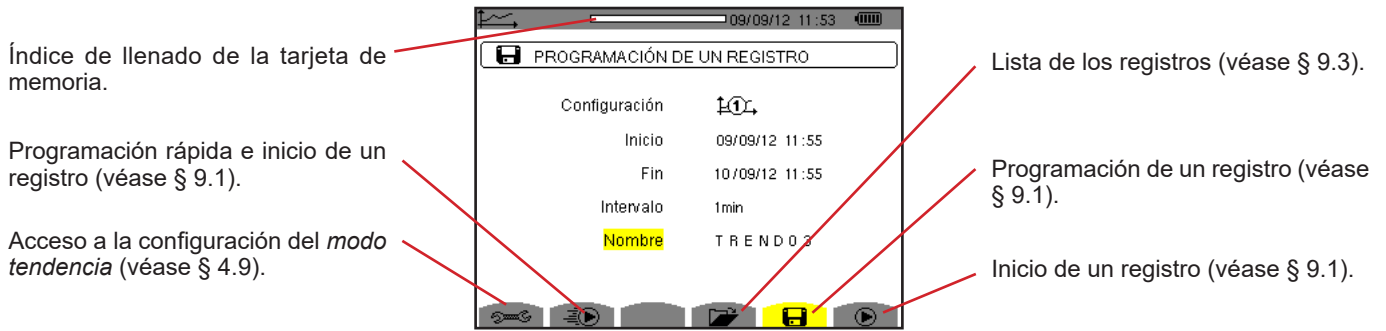 Índice de llenado de la tarjeta de
memoria.
Programación rápida e inicio de un
registro (véase § 9.1).
Acceso a la configuración del modo
tendencia (véase § 4.9).
09/09/12 11:53
PROGRAMACIÓN DE UN REGISTRO
Configuración 1
Inicio 09/09/12 11:55
Fin 10/09/12 11:55
Intervalo 1min
Nombre TREND03
Lista de los registros (véase § 9.3).
Programación de un registro (véase
§ 9.1).
Inicio de un registro (véase § 9.1).